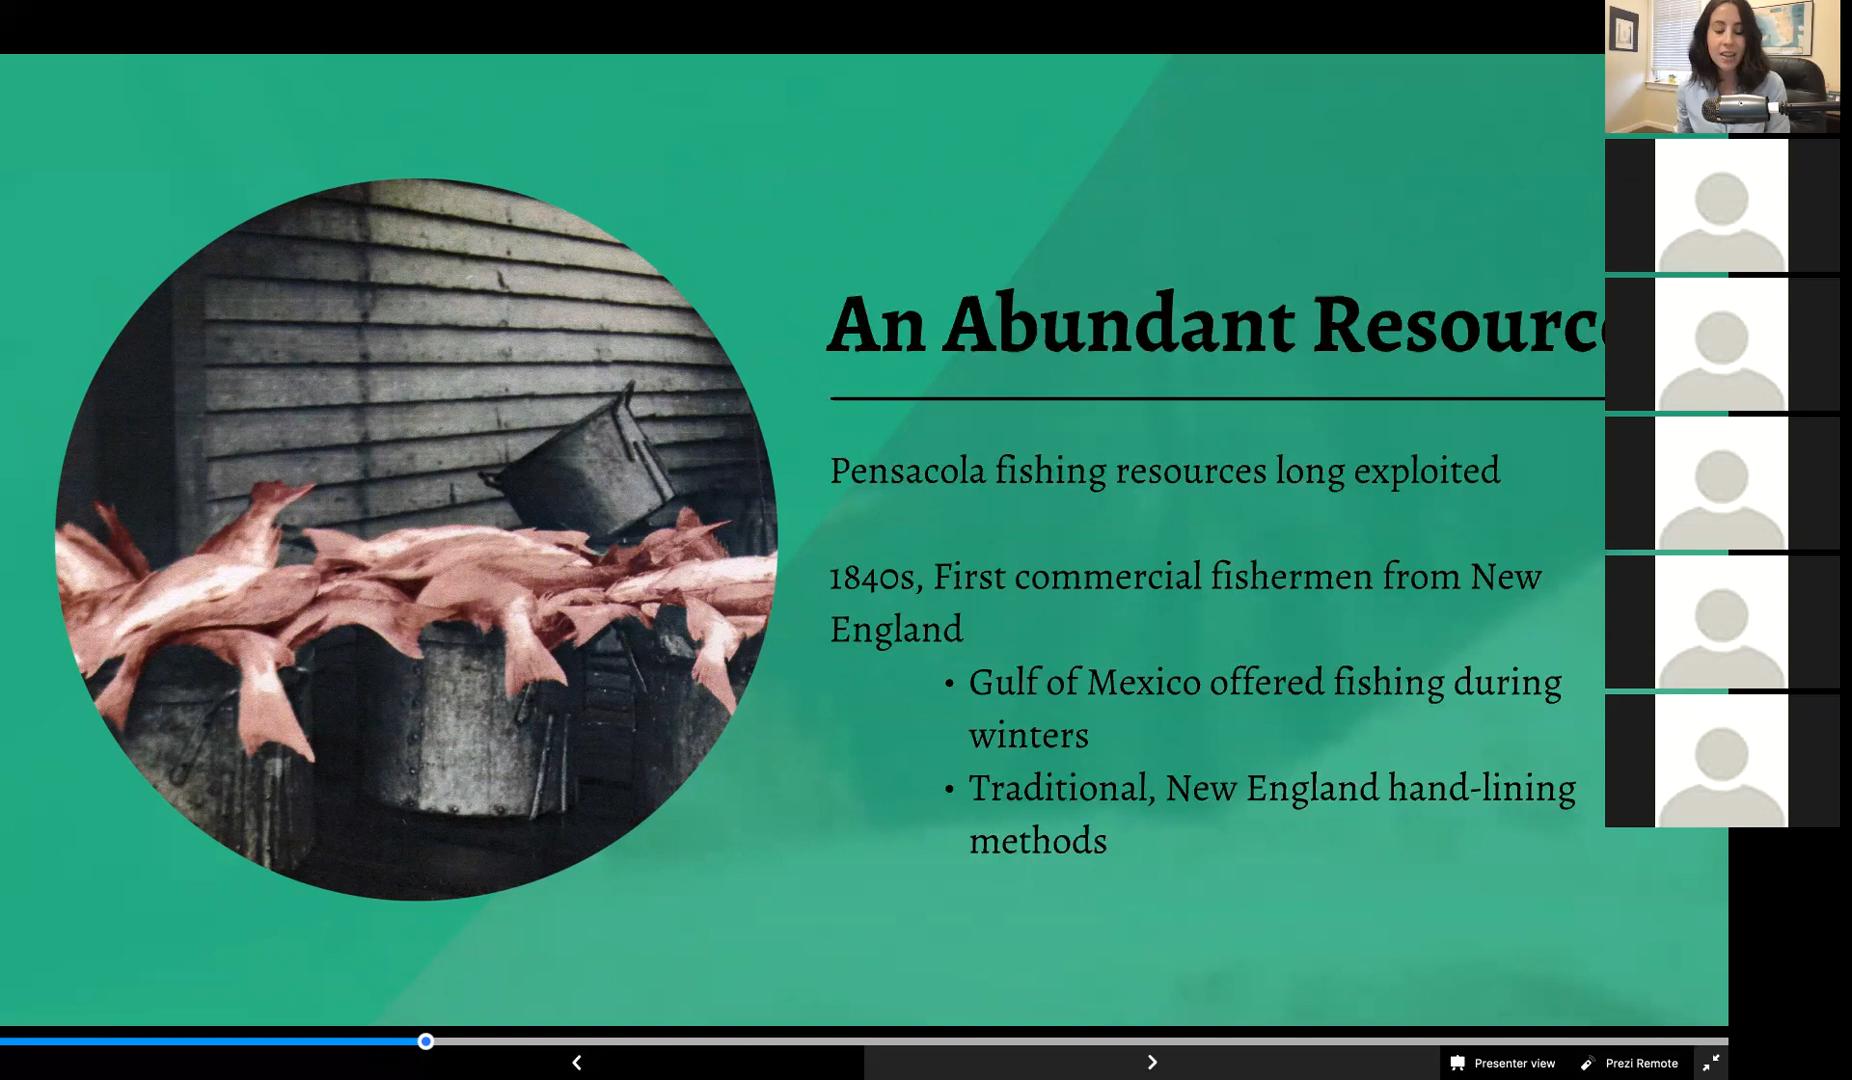 An Abundant Resourc
Pensacola fishing resources long exploited
1840s, First commercial fishermen from New
England
• Gulf of Mexico offered fishing during
winters
• Traditional, New England hand-lining
methods
Presenter view
Prezi Remote